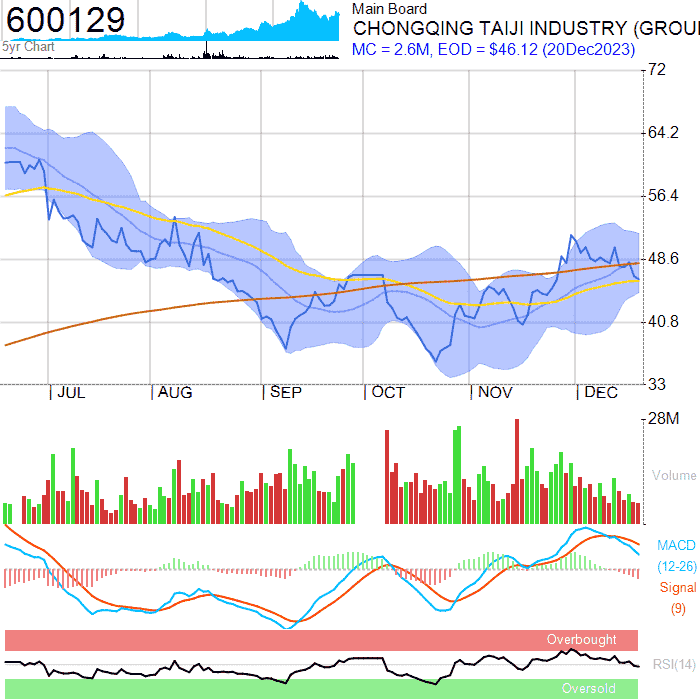 600129
5yr Chart
Main Board
CHONGQING TAIJI INDUSTRY (GROU
MC = 2.6M, EOD = $46.12 (20Dec2023)
72
64.2
56.4
48.6
40.8
33
JUL AUG SEP OCT NOV DEC
28M
Volume
MACD
(12-26)
Signal
(9)
Overbought
RSI(14)
Oversold